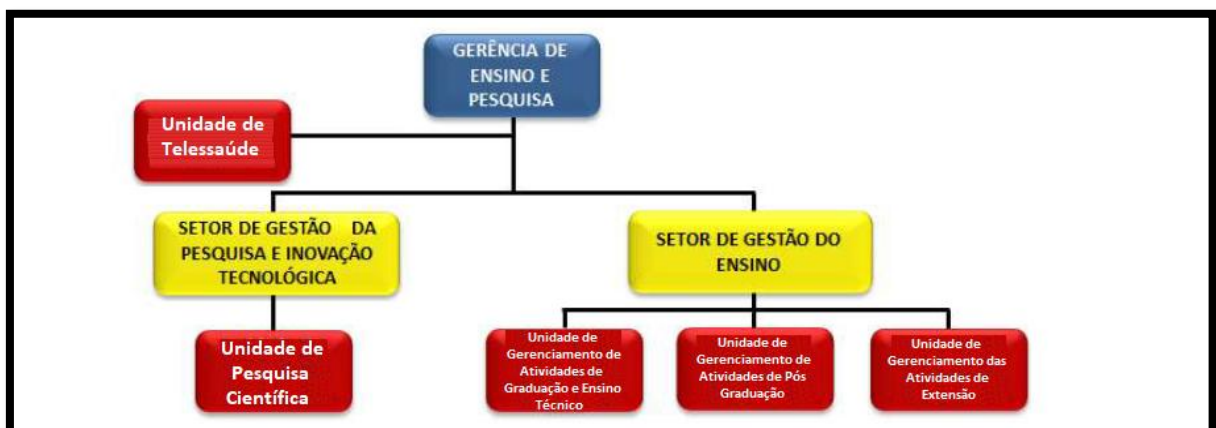 GERÊNCIA DE
ENSINO E
PESQUISA
Unidade de
Telessaúde
SETOR DE GESTÃO DA
PESQUISA E INOVAÇÃO
TECNOLÓGICA
SETOR DE GESTÃO DO
ENSINO
Unidade de
Pesquisa
Científica
Unidade de
Gerenciamento de
Atividades de
Graduação e Ensino
Técnico
Unidade de
Gerenciamento de
Atividades de Pós
Graduação
Unidade de
Gerenciamento das
Atividades de
Extensão